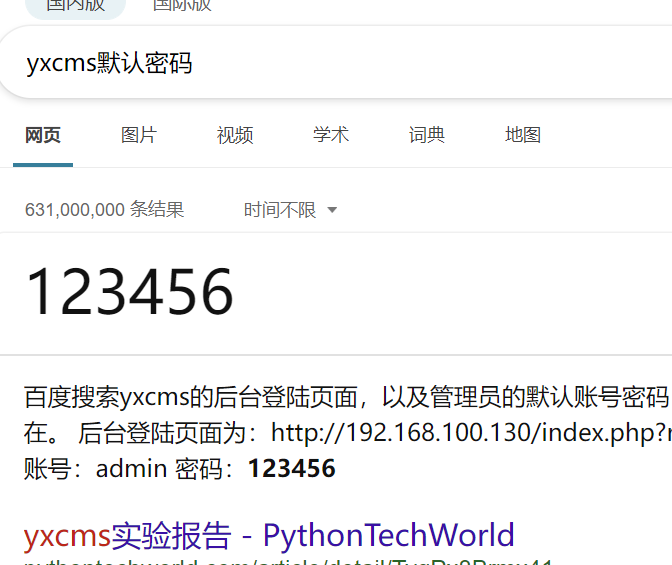 国内版 国际版
yxcms默认密码
网页 图片 视频 学术 词典 地图
631,000,000 条结果 时间不限
123456
百度搜索yxcms的后台登陆页面，以及管理员的默认账号密码
在。 后台登陆页面为：http://192.168.100.130/index.php?r
账号：admin 密码：123456
yxcms实验报告 - PythonTechWorld